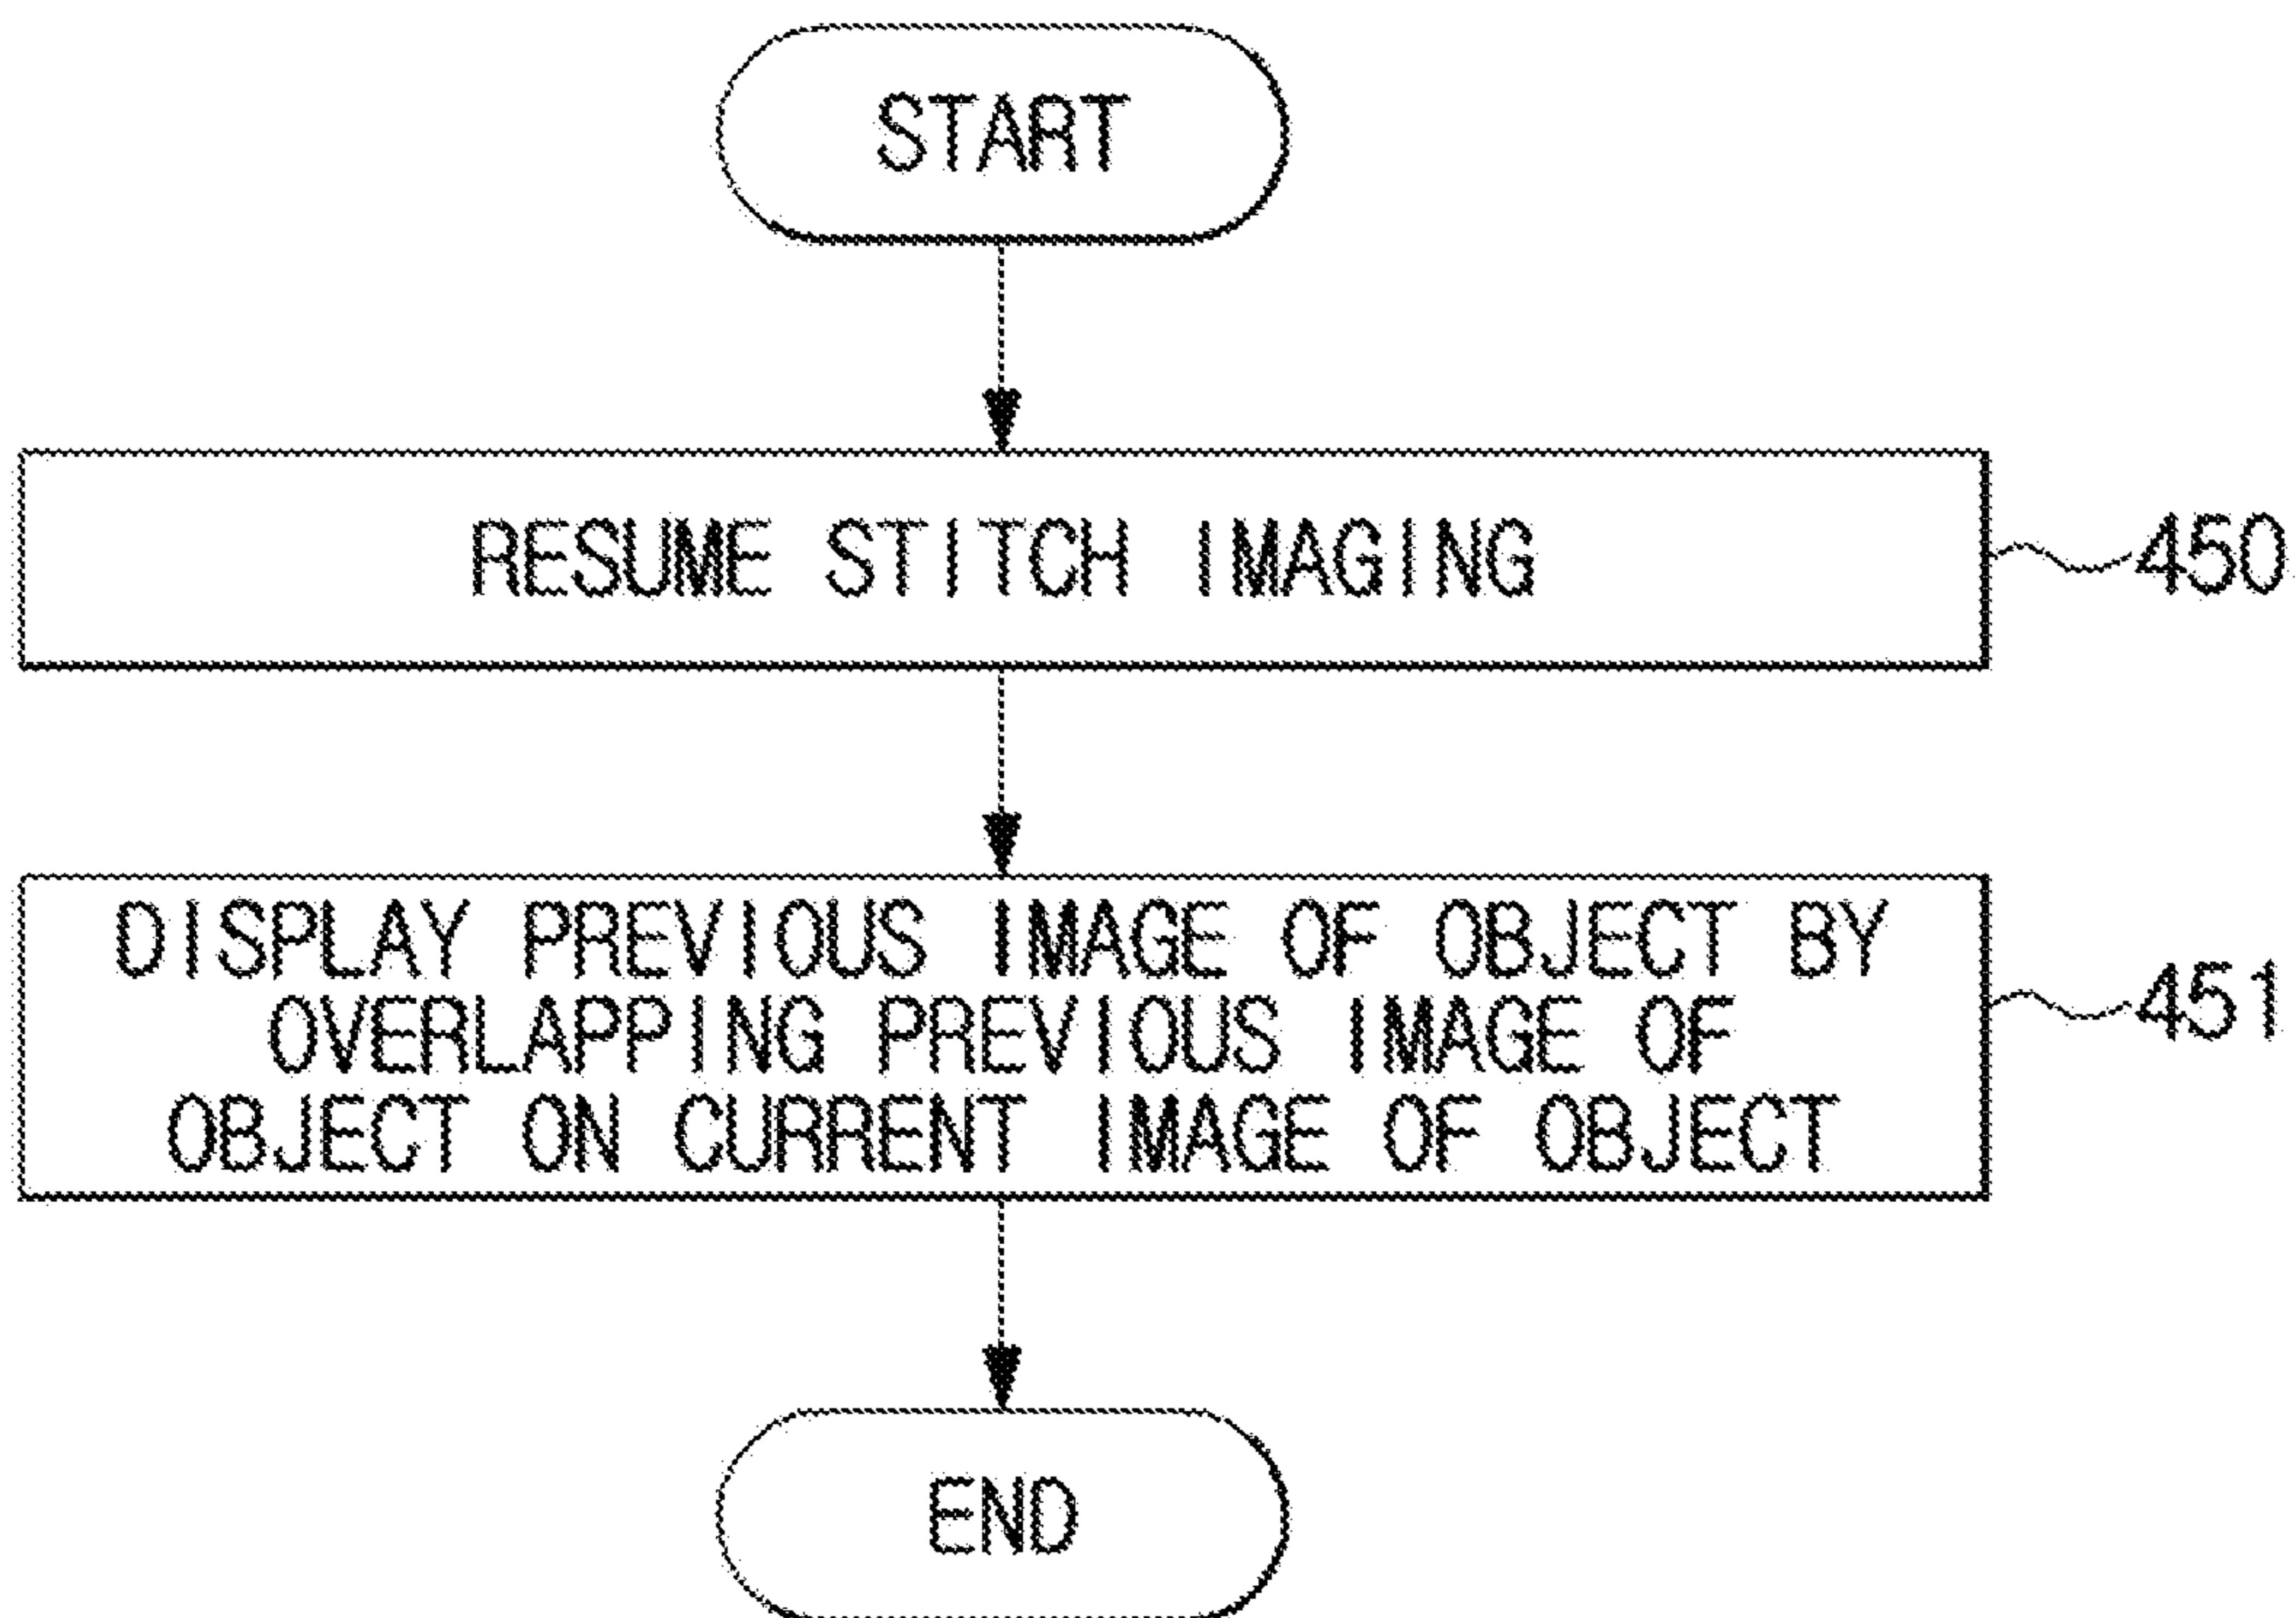 START
RESUME STITCH IMAGING
450
DISPLAY PREVIOUS IMAGE OF OBJECT BY
OVERLAPPING PREVIOUS IMAGE OF
OBJECT ON CURRENT IMAGE OF OBJECT
451
END